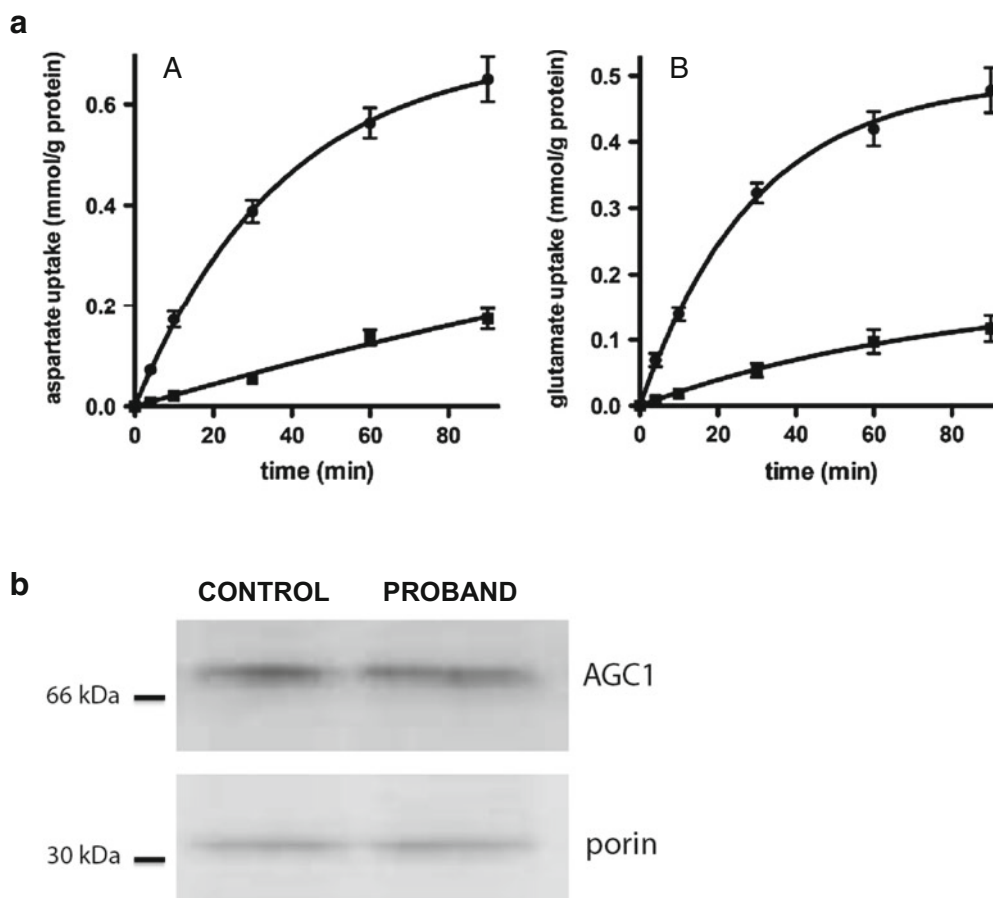 a
A
aspartate uptake (mmol/g protein)
0.6
0.4
0.2
0.0
0 20 40 60 80
time (min)
B
glutamate uptake (mmol/g protein)
0.5
0.4
0.3
0.2
0.1
0.0
0 20 40 60 80
time (min)
b
CONTROL PROBAND
66 kDa
AGC1
30 kDa
porin